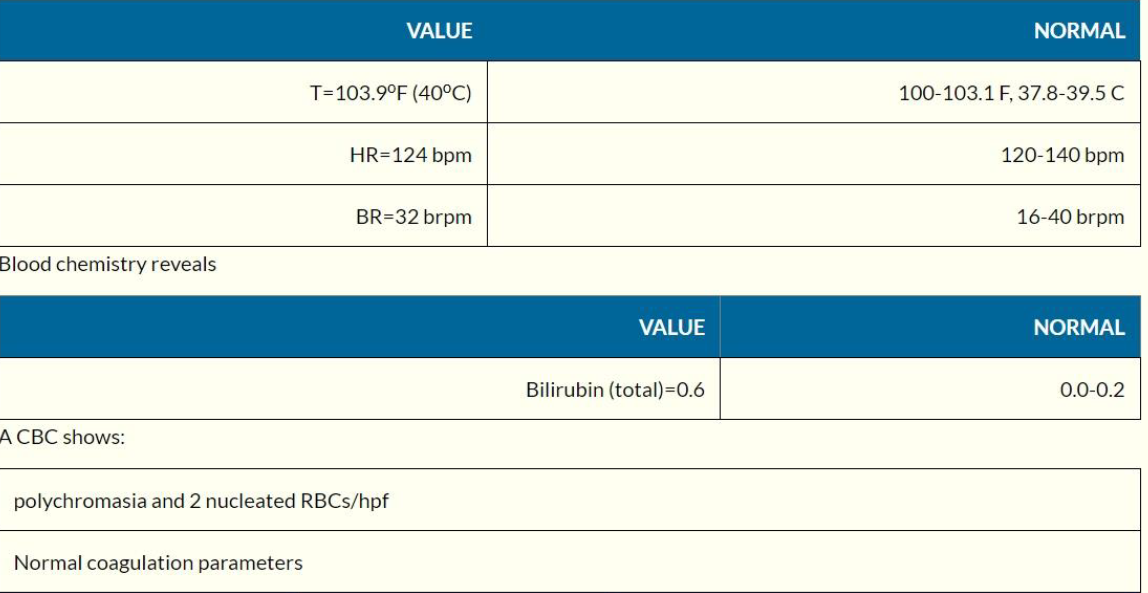 VALUE NORMAL
T=103.9⁰F (40⁰C) 100-103.1 F, 37.8-39.5 C
HR=124 bpm 120-140 bpm
BR=32 brpm 16-40 brpm
Blood chemistry reveals
VALUE NORMAL
Bilirubin (total)=0.6 0.0-0.2
A CBC shows:
polychromasia and 2 nucleated RBCs/hpf
Normal coagulation parameters